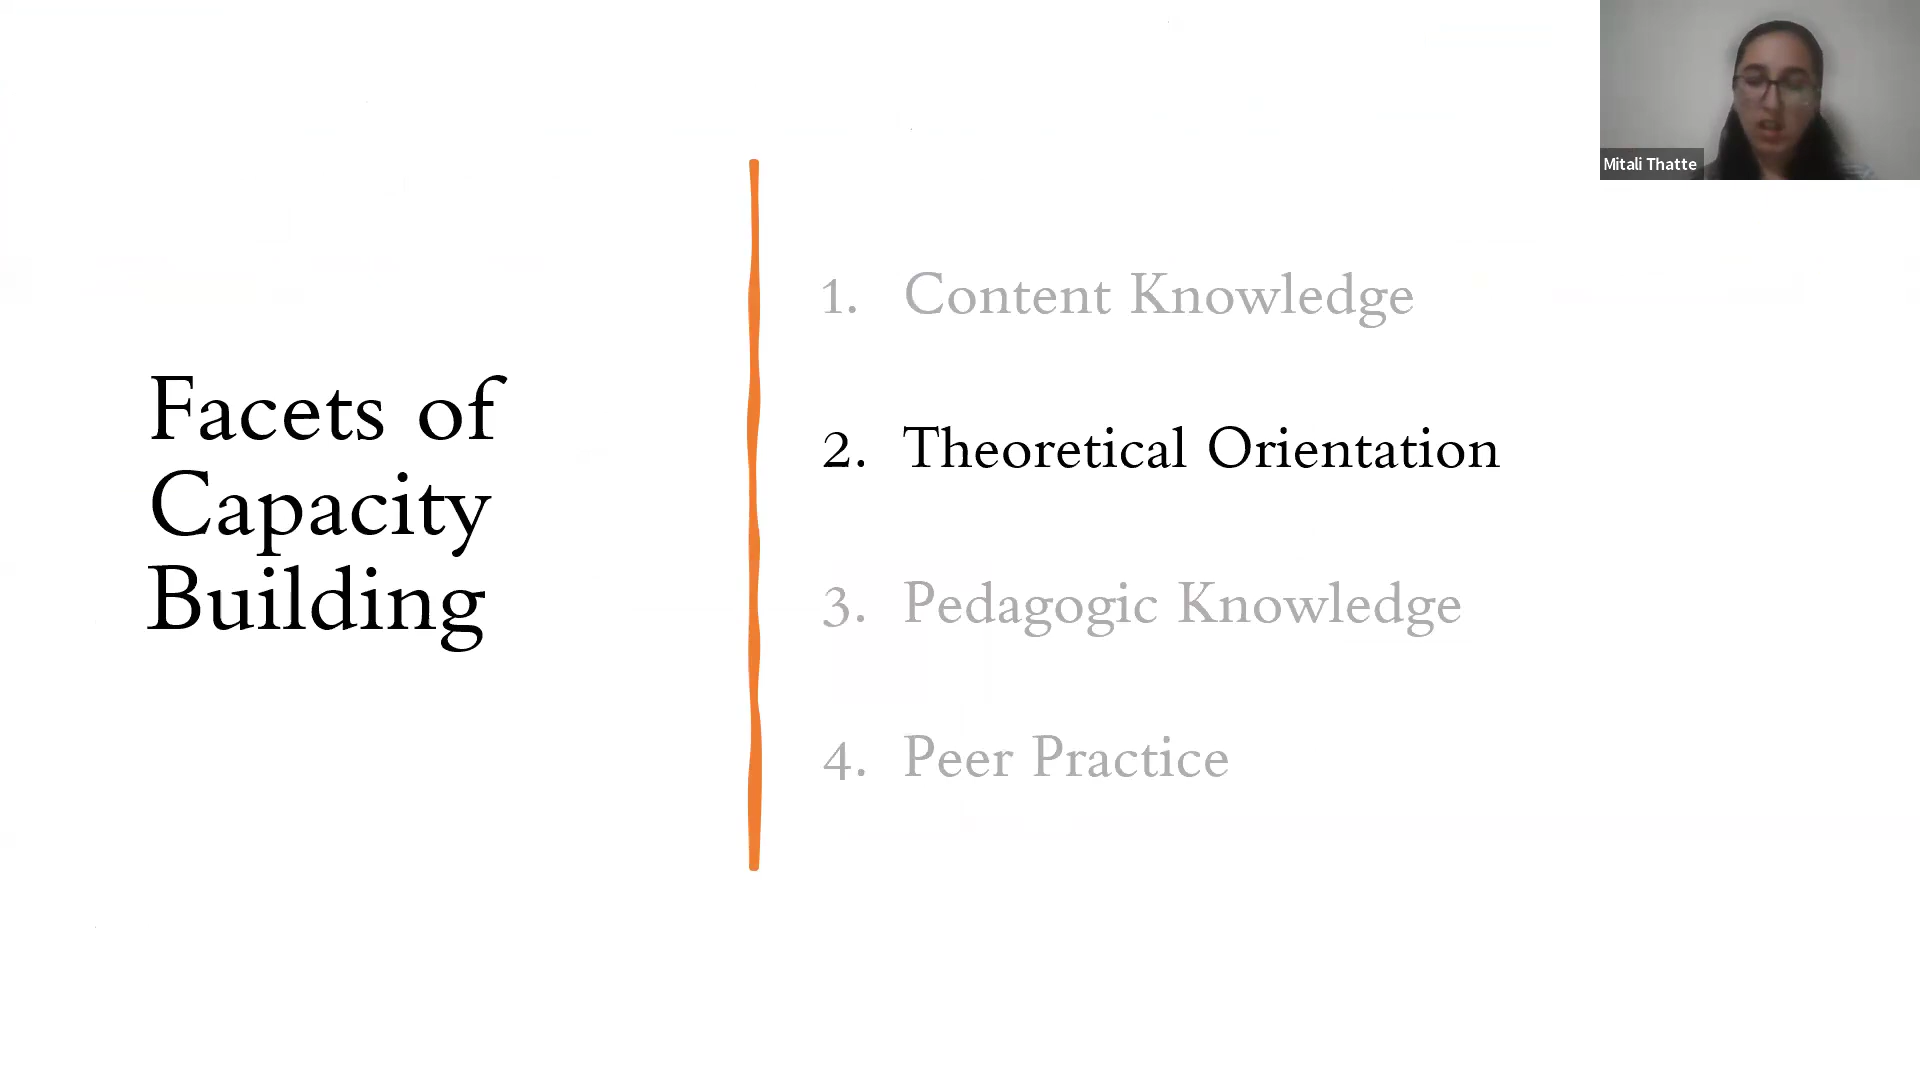 Facets of
Capacity
Building
1. Content Knowledge
2. Theoretical Orientation
3. Pedagogic Knowledge
4. Peer Practice
Mitali Thatte